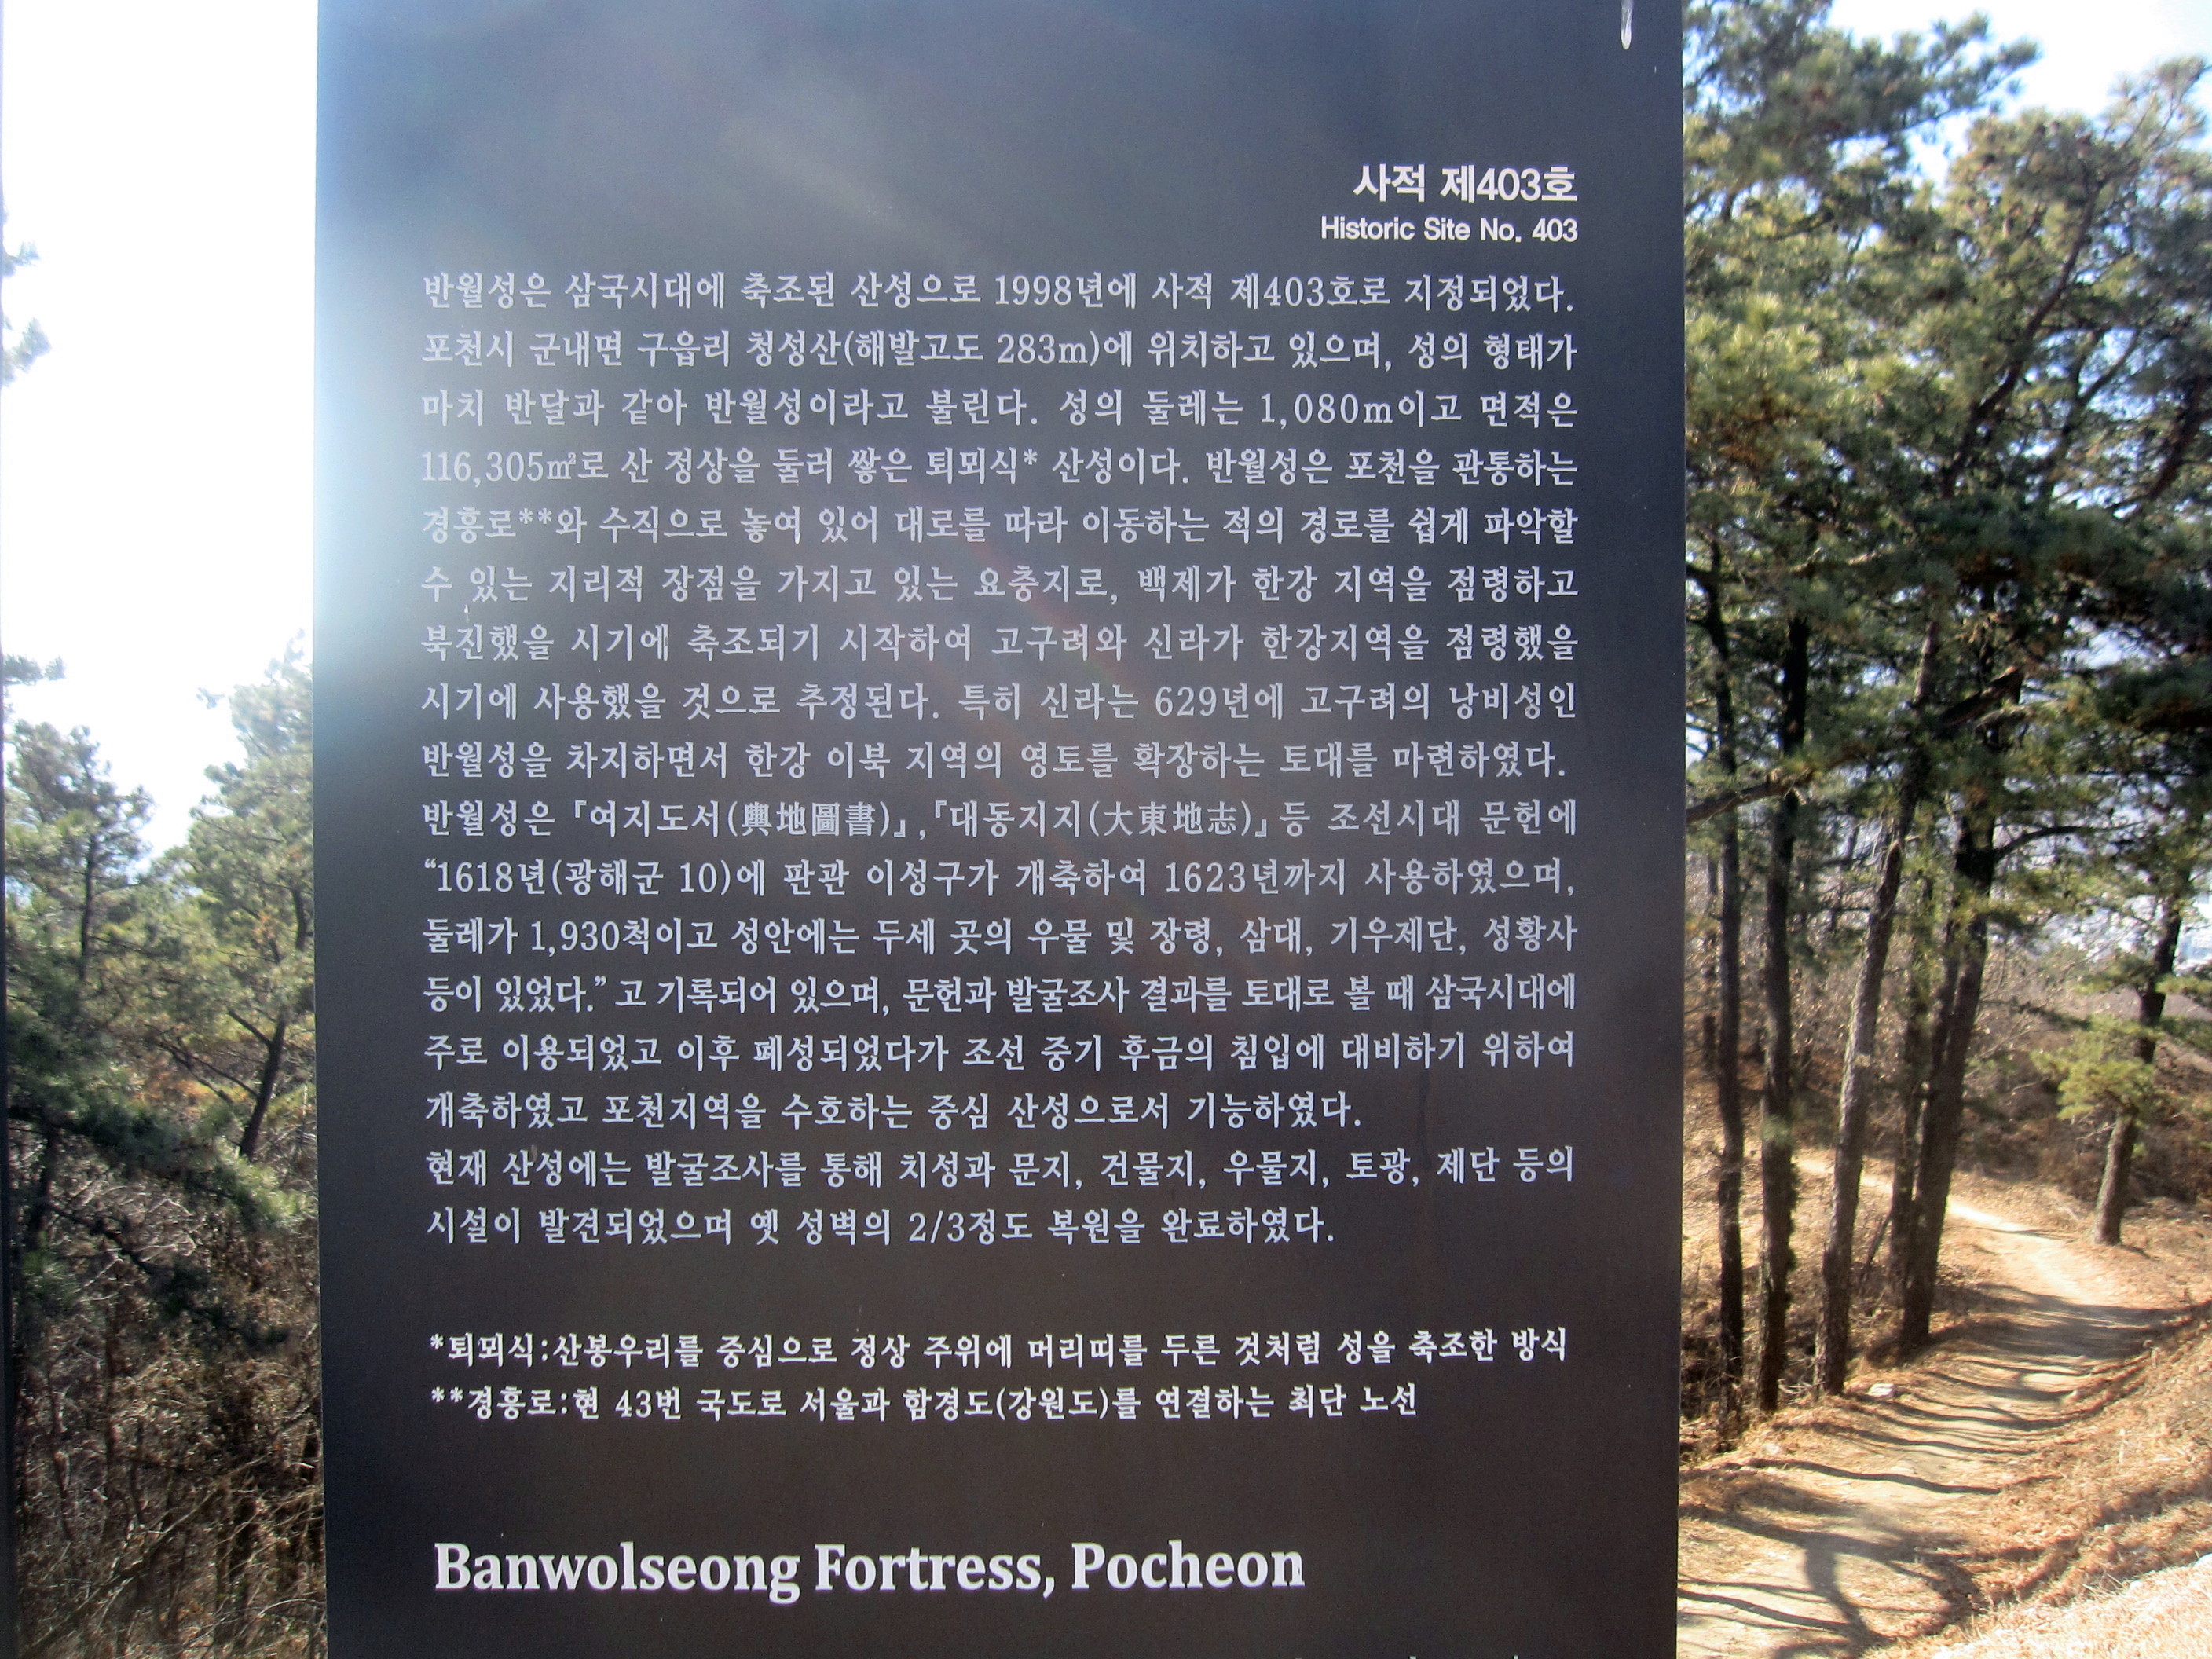 사적 제403호
Historic Site No. 403
반월성은 삼국시대에 축조된 산성으로 1998년에 사적 제403호로 지정되었다.
포천시 군내면 구읍리 청성산(해발고도 283m)에 위치하고 있으며, 성의 형태가
마치 반달과 같아 반월성이라고 불린다. 성의 둘레는 1,080m이고 면적은
116,305㎡로 산 정상을 둘러 쌓은 퇴뫼식* 산성이다. 반월성은 포천을 관통하는
경흥로**와 수직으로 놓여 있어 대로를 따라 이동하는 적의 경로를 쉽게 파악할
수 있는 지리적 장점을 가지고 있는 요충지로, 백제가 한강 지역을 점령하고
북진했을 시기에 축조되기 시작하여 고구려와 신라가 한강지역을 점령했을
시기에 사용했을 것으로 추정된다. 특히 신라는 629년에 고구려의 낭비성인
반월성을 차지하면서 한강 이북 지역의 영토를 확장하는 토대를 마련하였다.
반월성은 『여지도서(輿地圖書)』,『대동지지(大東地志)』등 조선시대 문헌에
“1618년(광해군 10)에 판관 이성구가 개축하여 1623년까지 사용하였으며,
둘레가 1,930척이고 성안에는 두세 곳의 우물 및 장령, 삼대, 기우제단, 성황사
등이 있었다.”고 기록되어 있으며, 문헌과 발굴조사 결과를 토대로 볼 때 삼국시대에
주로 이용되었고 이후 폐성되었다가 조선 중기 후금의 침입에 대비하기 위하여
개축하였고 포천지역을 수호하는 중심 산성으로서 기능하였다.
현재 산성에는 발굴조사를 통해 치성과 문지, 건물지, 우물지, 토광, 제단 등의
시설이 발견되었으며 옛 성벽의 2/3정도 복원을 완료하였다.
*퇴뫼식:산봉우리를 중심으로 정상 주위에 머리띠를 두른 것처럼 성을 축조한 방식
**경흥로:현 43번 국도로 서울과 함경도(강원도)를 연결하는 최단 노선
Banwolseong Fortress, Pocheon